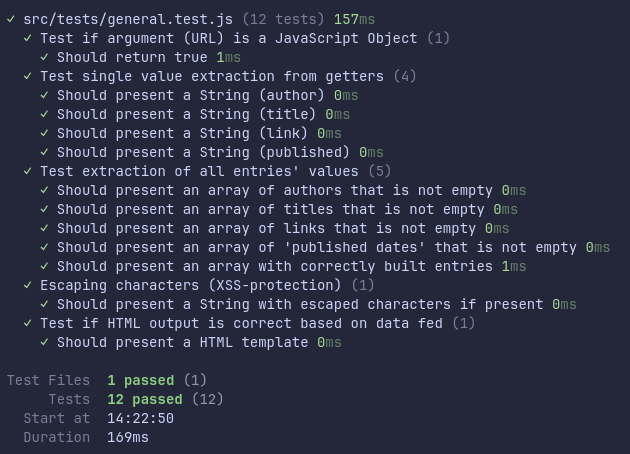 ✓ src/tests/general.test.js (12 tests) 157ms
✓ Test if argument (URL) is a JavaScript Object (1)
✓ Should return true 1ms
✓ Test single value extraction from getters (4)
✓ Should present a String (author) 0ms
✓ Should present a String (title) 0ms
✓ Should present a String (link) 0ms
✓ Should present a String (published) 0ms
✓ Test extraction of all entries' values (5)
✓ Should present an array of authors that is not empty 0ms
✓ Should present an array of titles that is not empty 0ms
✓ Should present an array of links that is not empty 0ms
✓ Should present an array of 'published dates' that is not empty 0ms
✓ Should present an array with correctly built entries 1ms
✓ Escaping characters (XSS-protection) (1)
✓ Should present a String with escaped characters if present 0ms
✓ Test if HTML output is correct based on data fed (1)
✓ Should present a HTML template 0ms
Test Files 1 passed (1)
Tests 12 passed (12)
Start at 14:22:50
Duration 169ms